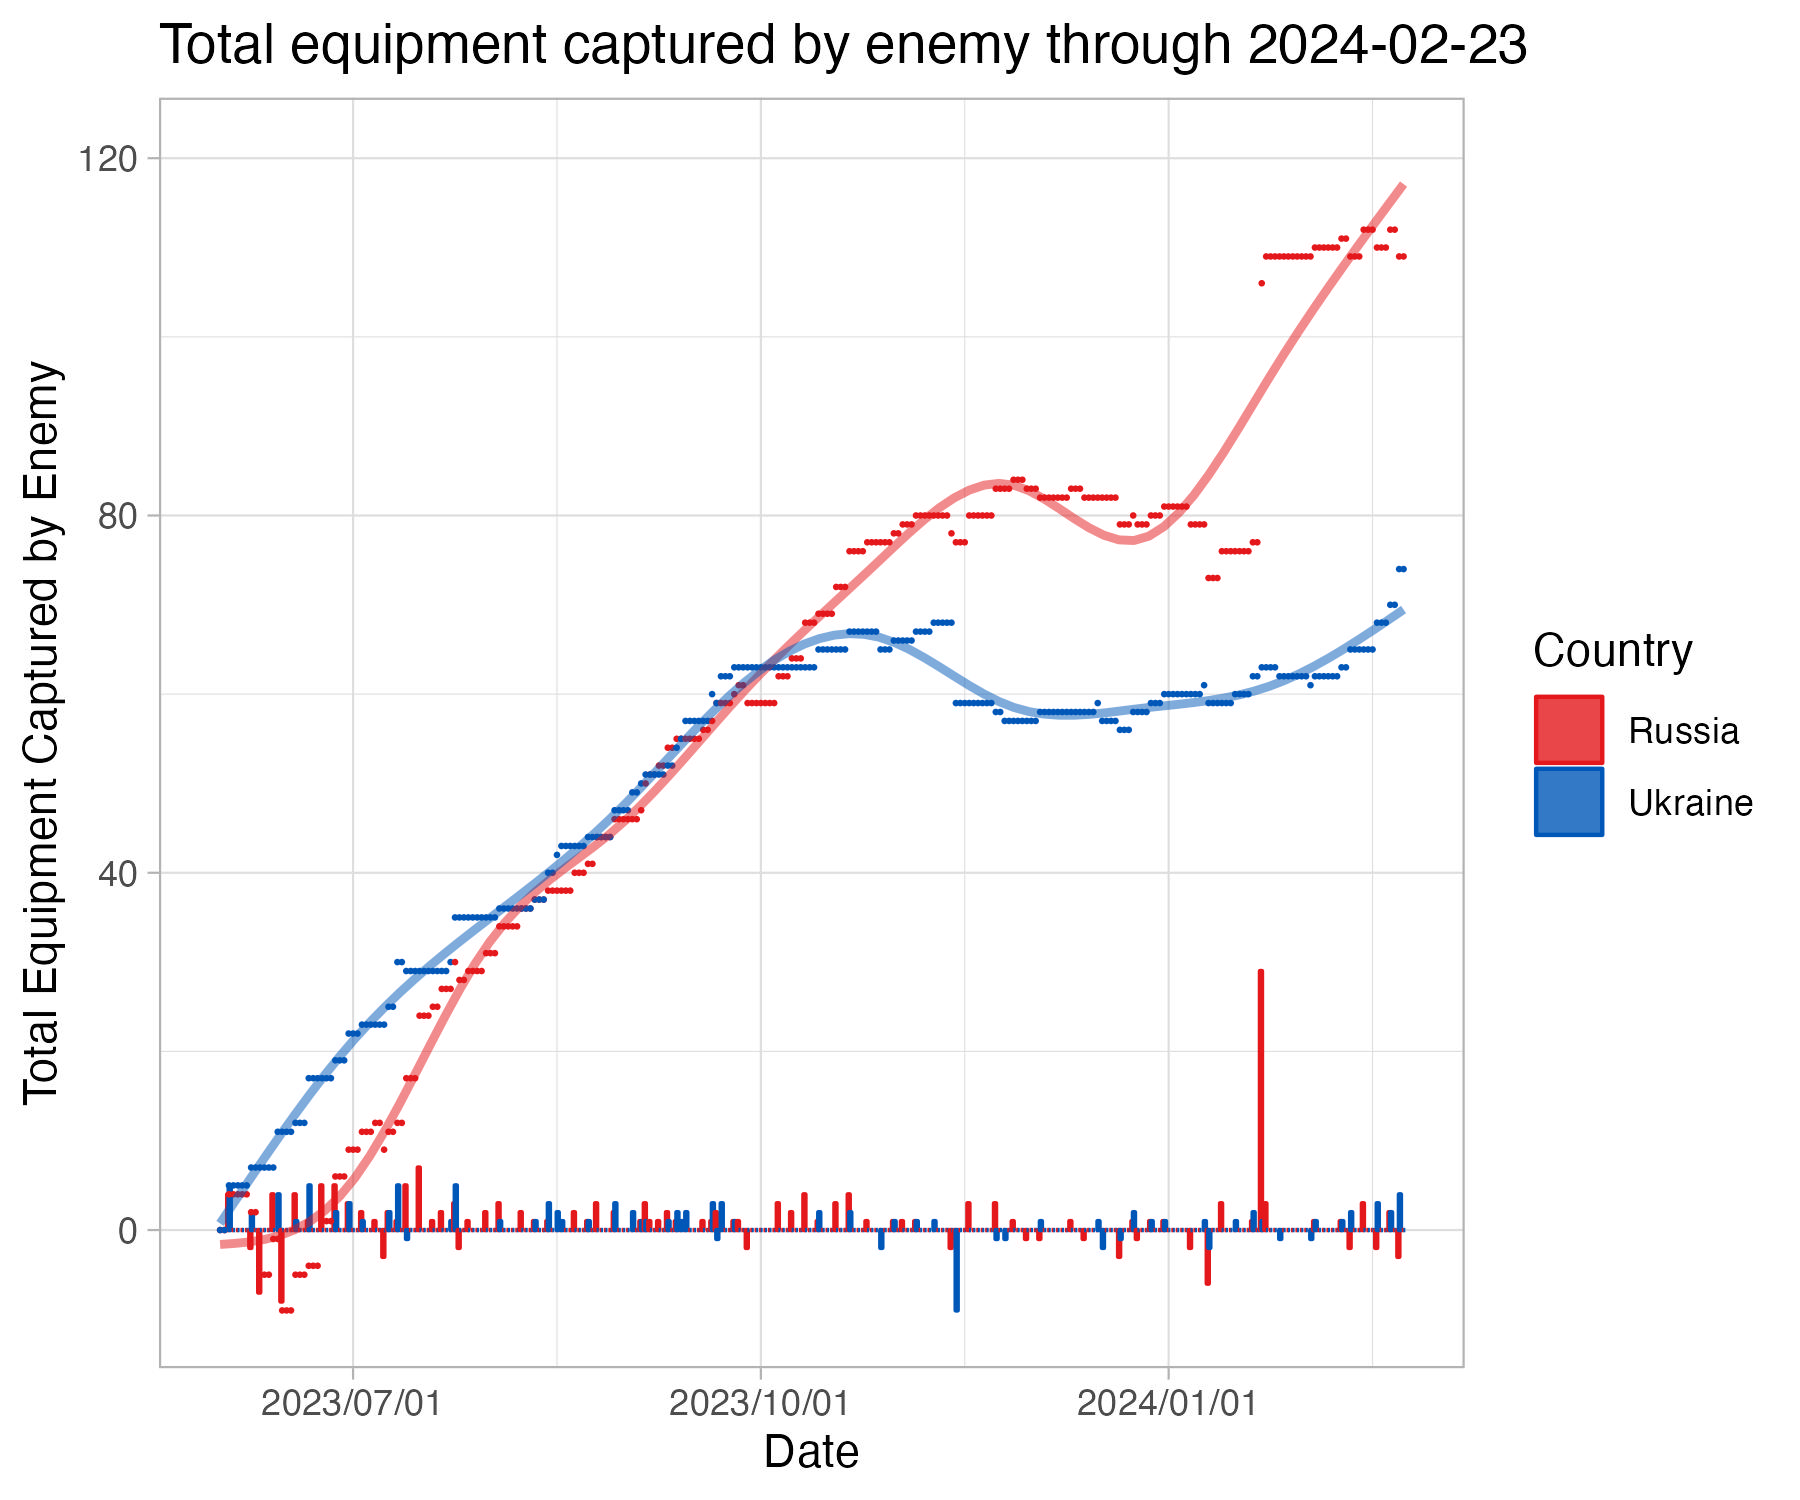 Total equipment captured by enemy through 2024-02-23
Total Equipment Captured by Enemy
120
80
40
0
2023/07/01
2023/10/01
2024/01/01
Date
Country
Russia
Ukraine